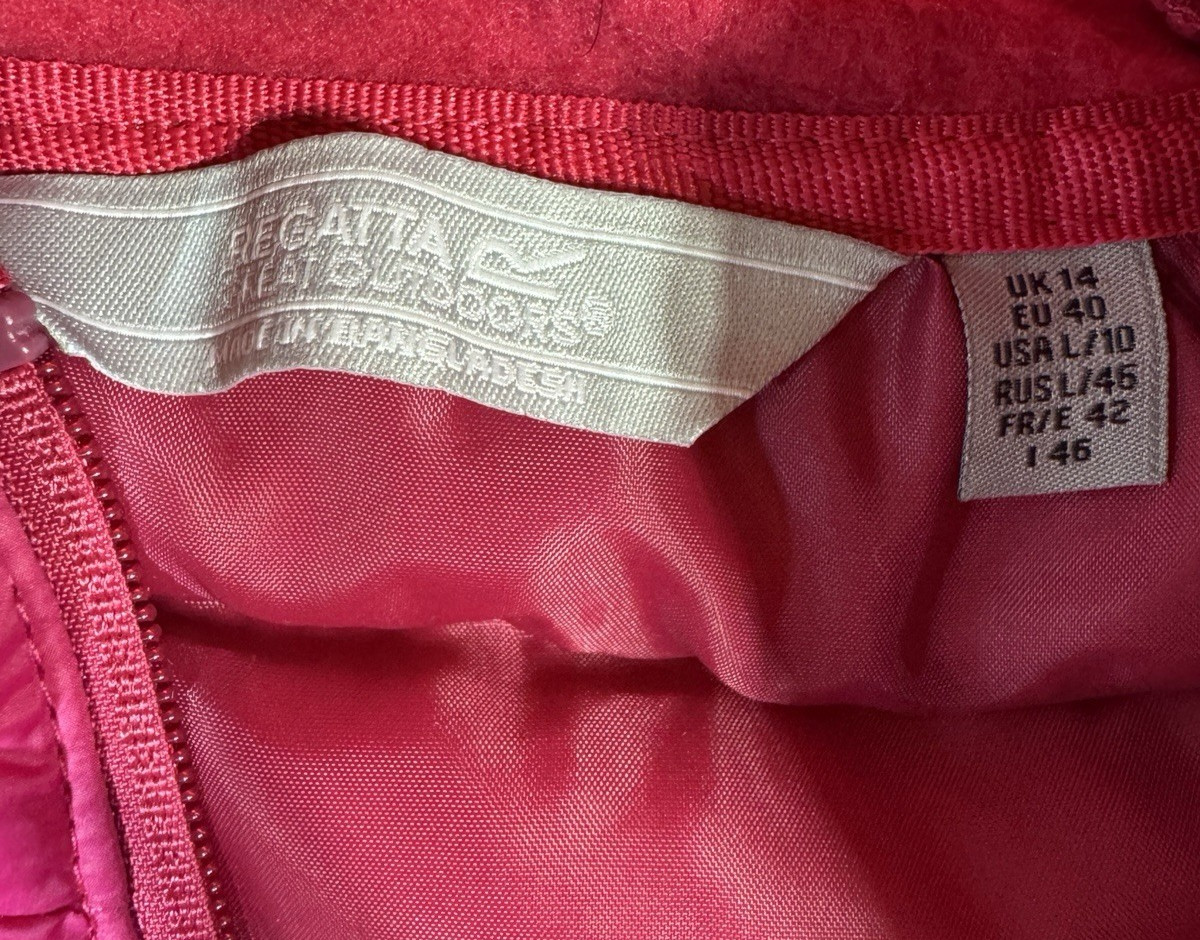 REGATTA
GREAT OUTDOORS®
MADE IN BANGLADESH
UK 14
EU 40
USA L/10
RUS L/46
FR/E 42
I 46